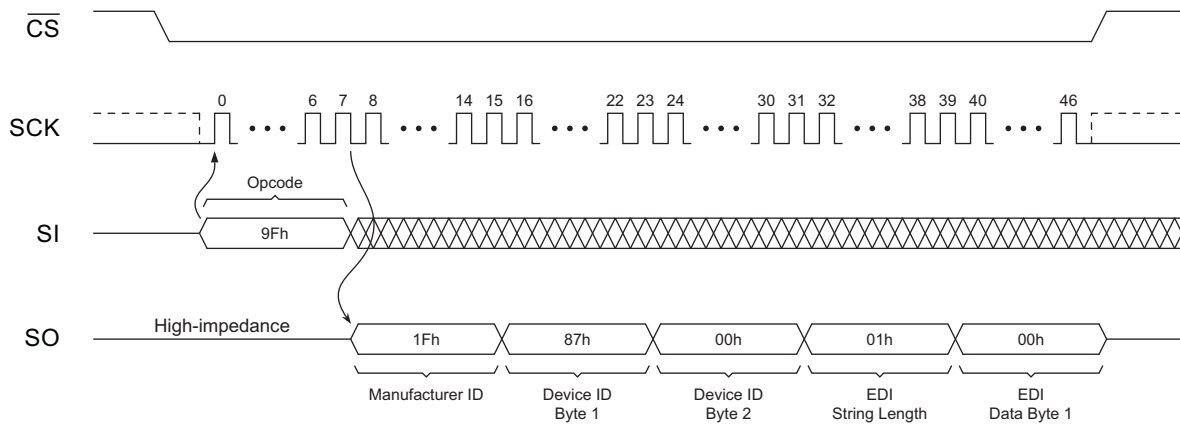 CS
0 6 7 8 14 15 16 22 23 24 30 31 32 38 39 40 46
SCK
Opcode
SI
9Fh
High-impedance
SO
1Fh 87h 00h 01h 00h
Manufacturer ID Device ID EDI
Byte 1 Device ID
Byte 2 EDI
String Length
Data Byte 1